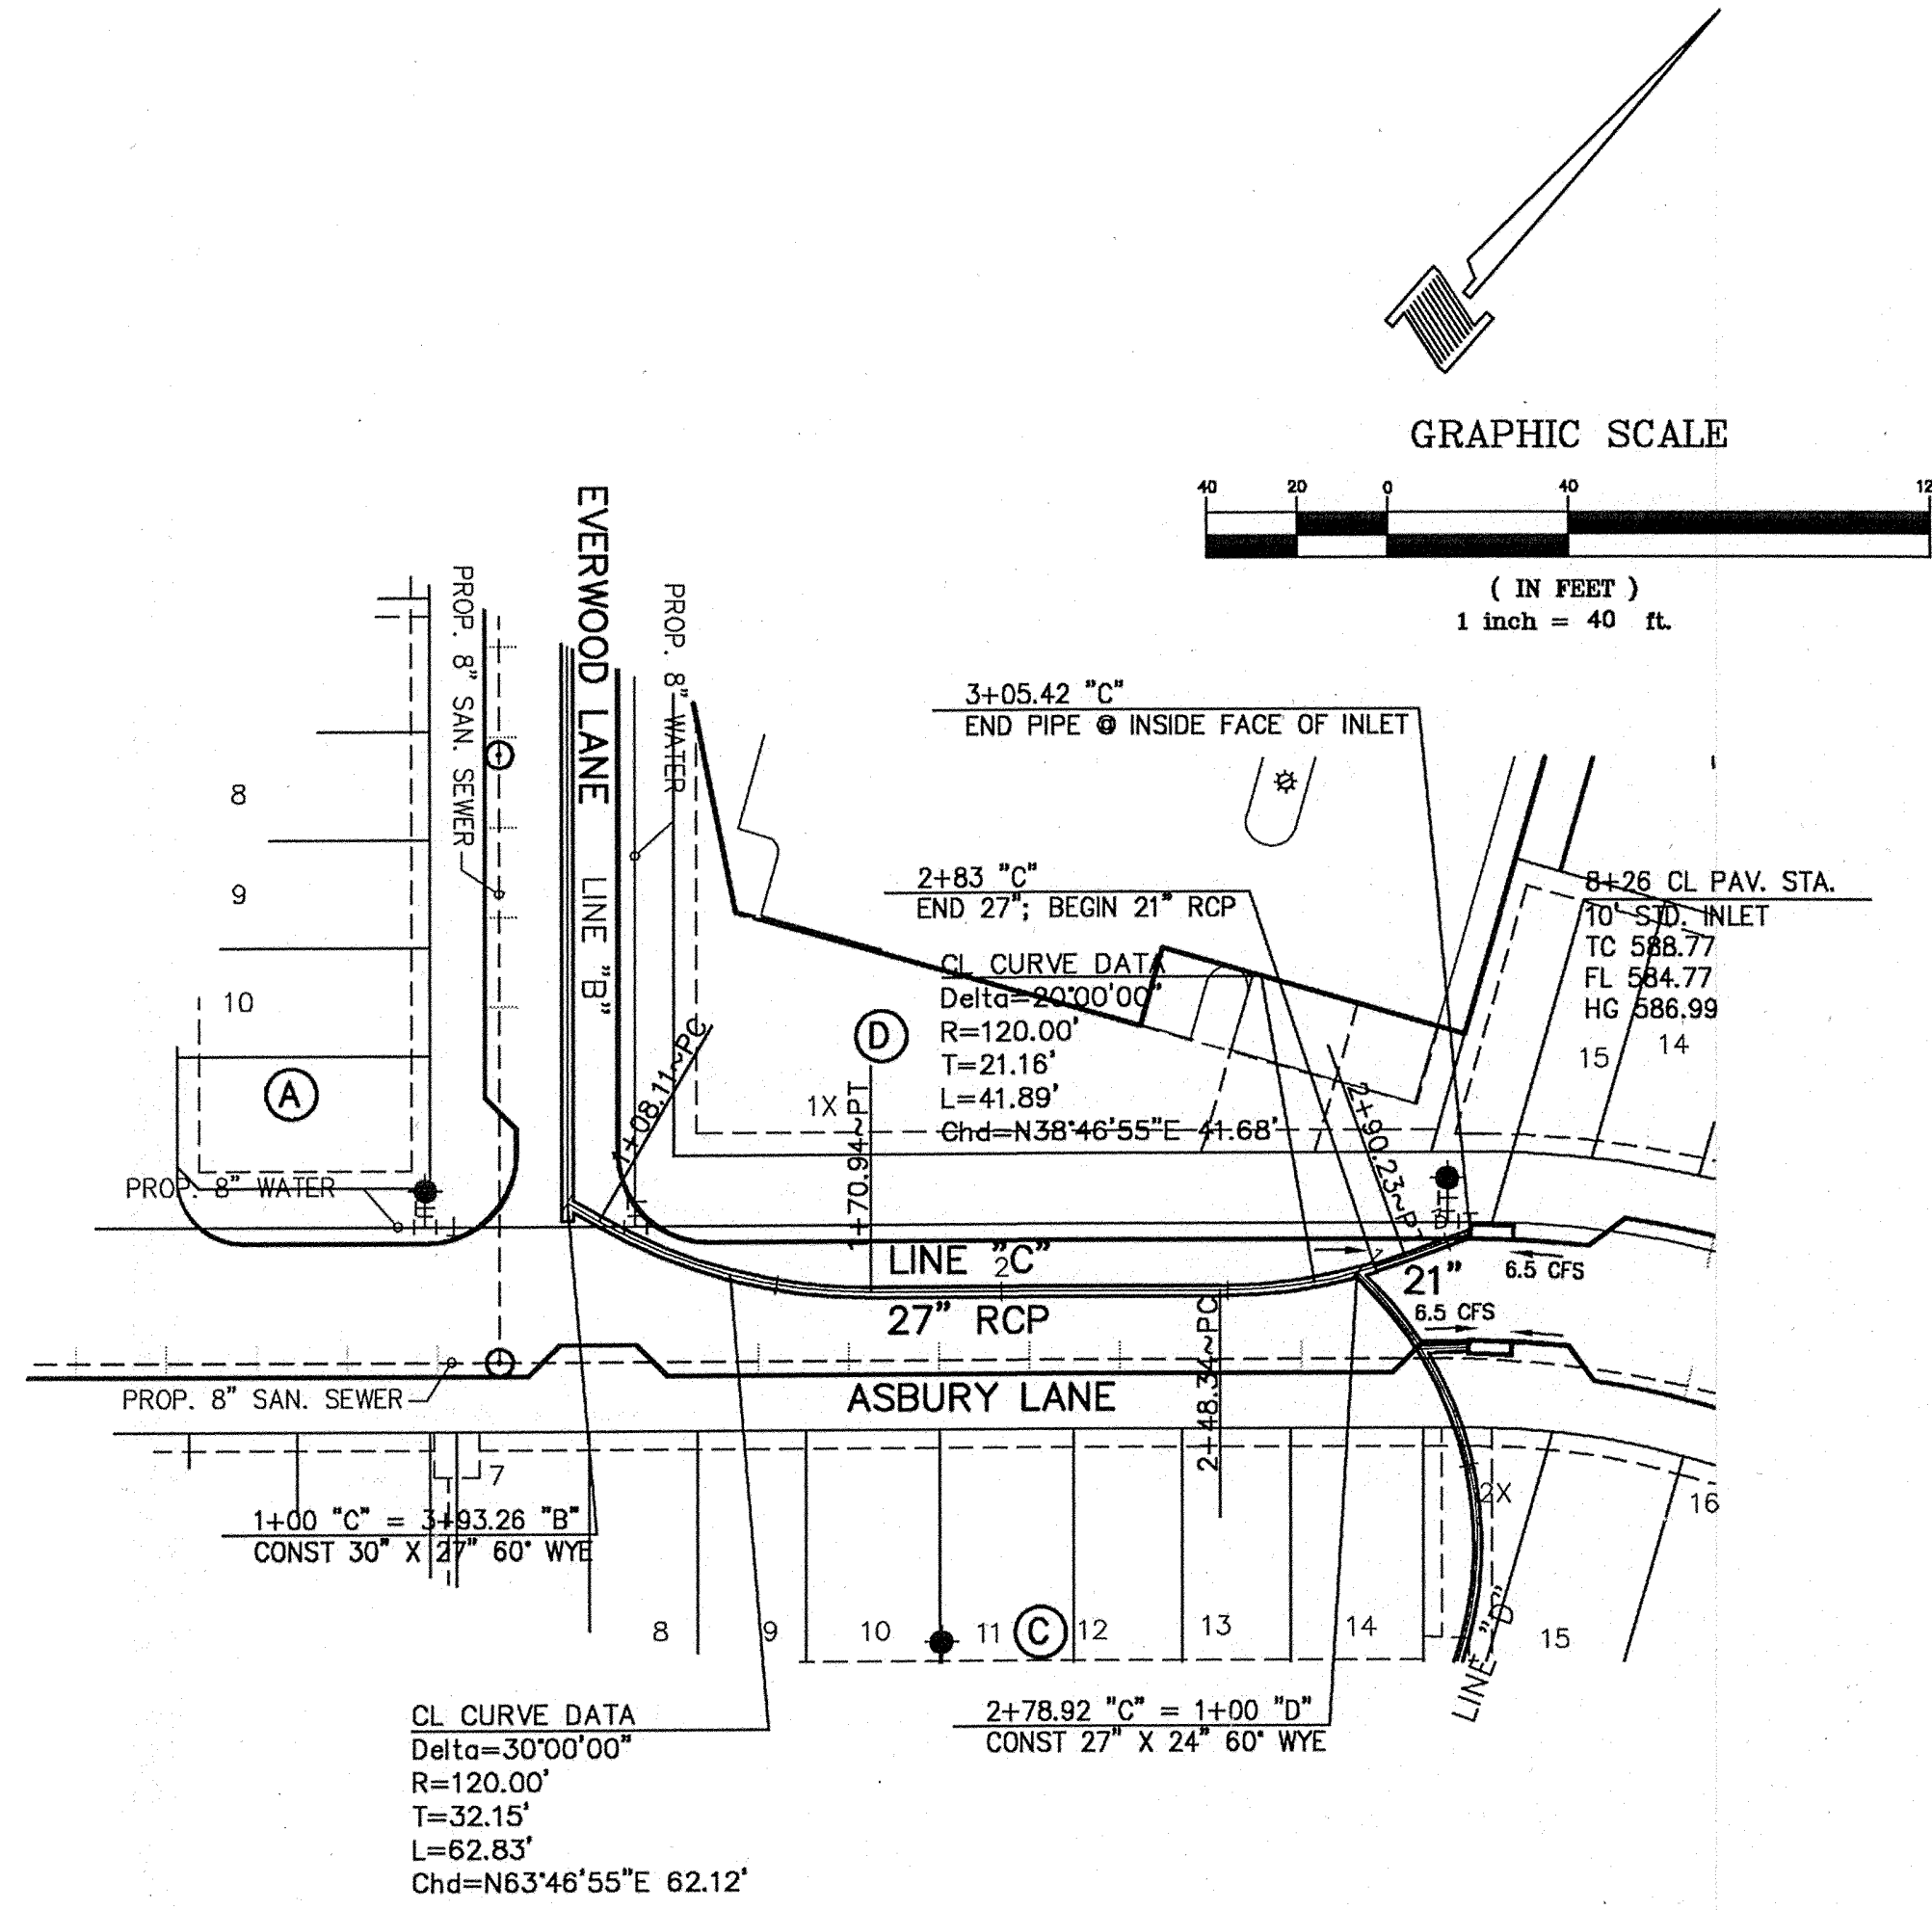 GRAPHIC SCALE
40 20 0 40 12
( IN FEET )
1 inch = 40 ft.
EVERWOOD LANE
LINE "B"
PROP. 8" SAN. SEWER
PROP. 8" WATER
3+05.42 "C"
END PIPE @ INSIDE FACE OF INLET
2+83 "C"
END 27"; BEGIN 21" RCP
CL CURVE DATA
Delta=20°00'00"
R=120.00'
T=21.16'
L=41.89'
Chd=N38°46'55"E 41.68'
8+26 CL PAV. STA.
10' STD. INLET
TC 588.77
FL 584.77
HG 586.99
15
14
8
9
10
A
D
1X
1+08.11~PC
1+70.94~PT
2+90.23~PT
PROP. 8" WATER
LINE "C"
2
27" RCP
21"
6.5 CFS
6.5 CFS
2+48.34~PC
PROP. 8" SAN. SEWER
ASBURY LANE
7
1+00 "C" = 3+93.26 "B"
CONST 30" X 27" 60° WYE
2X
16
8
9
10
11
C
12
13
14
15
LINE "D"
CL CURVE DATA
Delta=30°00'00"
R=120.00'
T=32.15'
L=62.83'
Chd=N63°46'55"E 62.12'
2+78.92 "C" = 1+00 "D"
CONST 27" X 24" 60° WYE